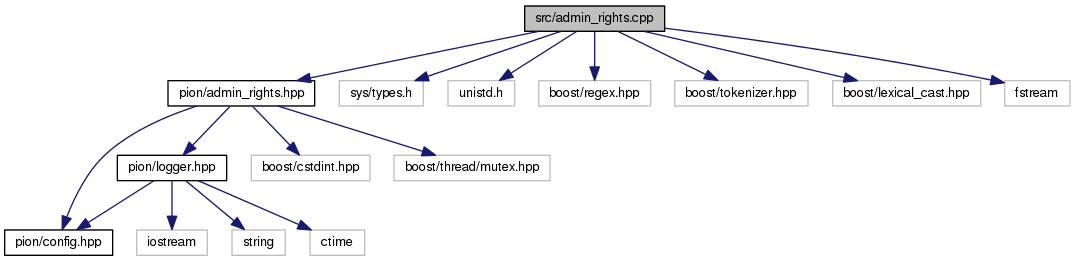 src/admin_rights.cpp
pion/admin_rights.hpp
sys/types.h
unistd.h
boost/regex.hpp
boost/tokenizer.hpp
boost/lexical_cast.hpp
fstream
pion/logger.hpp
boost/cstdint.hpp
boost/thread/mutex.hpp
pion/config.hpp
iostream
string
ctime